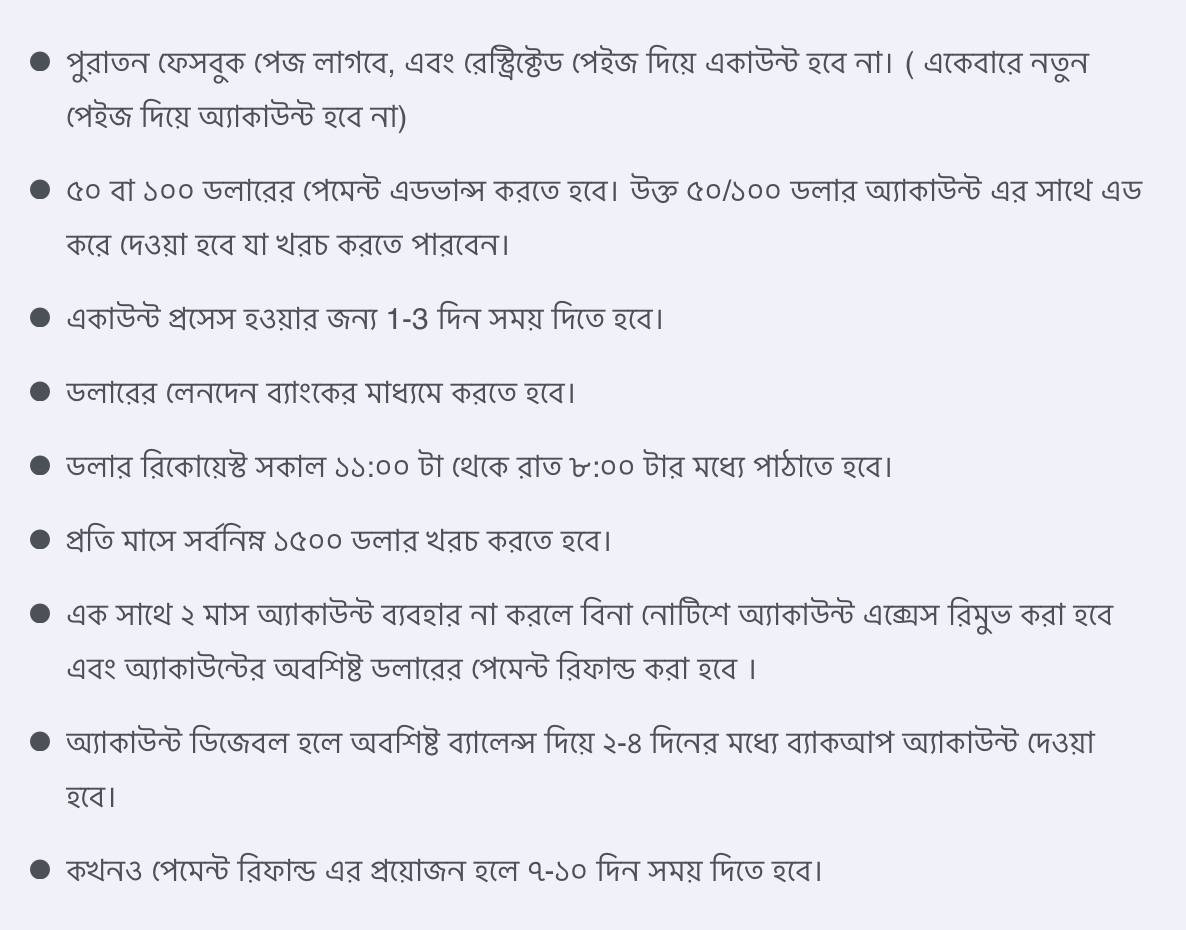 ● পুরাতন ফেসবুক পেজ লাগবে, এবং রেস্ট্রিক্টেড পেইজ দিয়ে একাউন্ট হবে না। ( একেবারে নতুন
পেইজ দিয়ে অ্যাকাউন্ট হবে না)
● ৫০ বা ১০০ ডলারের পেমেন্ট এডভান্স করতে হবে। উক্ত ৫০/১০০ ডলার অ্যাকাউন্ট এর সাথে এড
করে দেওয়া হবে যা খরচ করতে পারবেন।
● একাউন্ট প্রসেস হওয়ার জন্য 1-3 দিন সময় দিতে হবে।
● ডলারের লেনদেন ব্যাংকের মাধ্যমে করতে হবে।
● ডলার রিকোয়েস্ট সকাল ১১:০০ টা থেকে রাত ৮:০০ টার মধ্যে পাঠাতে হবে।
● প্রতি মাসে সর্বনিম্ন ১৫০০ ডলার খরচ করতে হবে।
● এক সাথে ২ মাস অ্যাকাউন্ট ব্যবহার না করলে বিনা নোটিশে অ্যাকাউন্ট এক্সেস রিমুভ করা হবে
এবং অ্যাকাউন্টের অবশিষ্ট ডলারের পেমেন্ট রিফান্ড করা হবে ।
● অ্যাকাউন্ট ডিজেবল হলে অবশিষ্ট ব্যালেন্স দিয়ে ২-৪ দিনের মধ্যে ব্যাকআপ অ্যাকাউন্ট দেওয়া
হবে।
● কখনও পেমেন্ট রিফান্ড এর প্রয়োজন হলে ৭-১০ দিন সময় দিতে হবে।